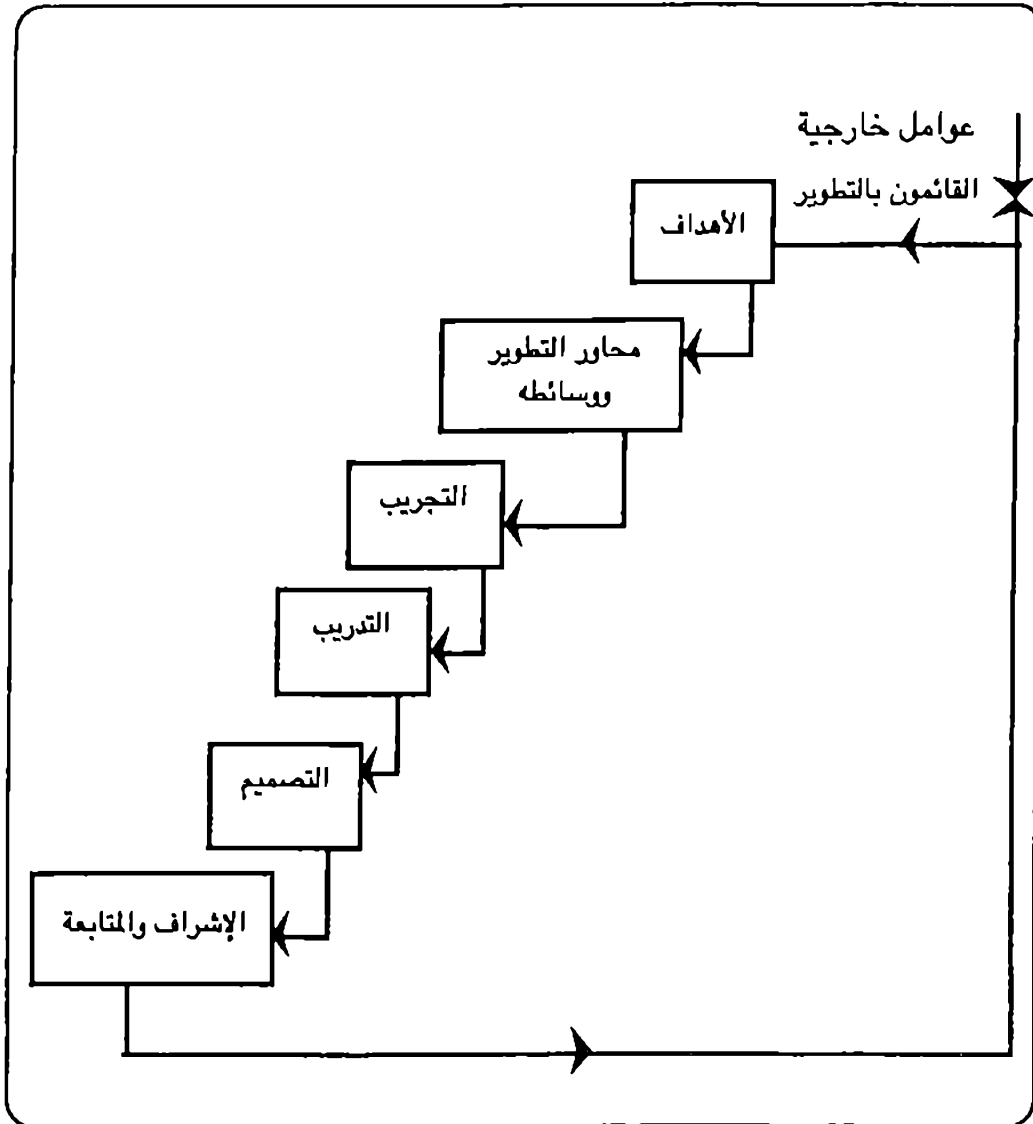 عوامل خارجية
القائمون بالتطوير
الأهداف
محاور التطوير
ووسائطه
التجريب
التدريب
التصميم
الإشراف والمتابعة